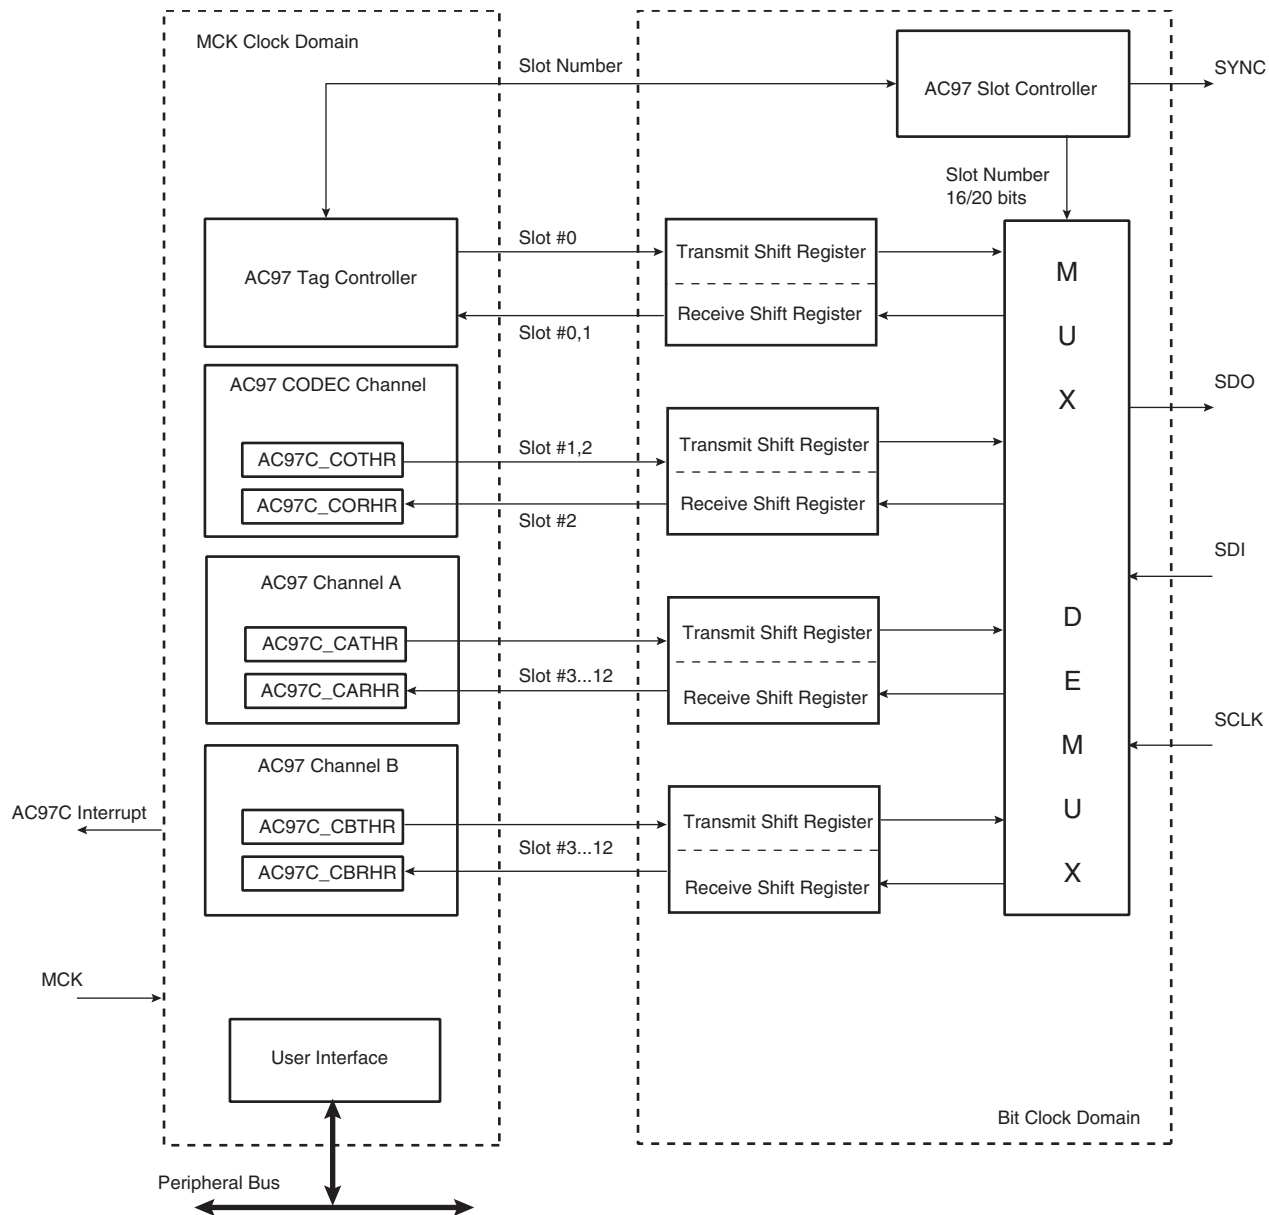 MCK Clock Domain
Slot Number
AC97 Slot Controller
SYNC
Slot Number
16/20 bits
AC97 Tag Controller
Slot #0
Slot #0,1
Transmit Shift Register
Receive Shift Register
M
U
X
D
E
M
U
X
AC97 CODEC Channel
AC97C_COTHR
AC97C_CORHR
Slot #1,2
Slot #2
Transmit Shift Register
Receive Shift Register
SDO
AC97 Channel A
AC97C_CATHR
AC97C_CARHR
Slot #3...12
Transmit Shift Register
Receive Shift Register
SDI
SCLK
AC97 Channel B
AC97C_CBTHR
AC97C_CBRHR
Slot #3...12
Transmit Shift Register
Receive Shift Register
AC97C Interrupt
MCK
User Interface
Bit Clock Domain
Peripheral Bus